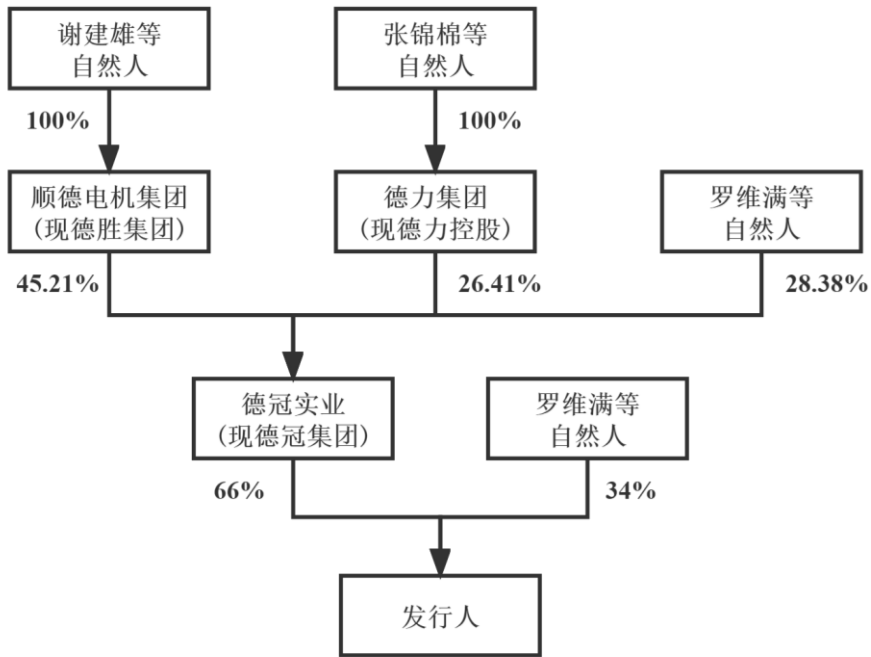 谢建雄等
自然人
张锦棉等
自然人
100%
100%
顺德电机集团
(现德胜集团)
德力集团
(现德力控股)
罗维满等
自然人
45.21%
26.41%
28.38%
德冠实业
(现德冠集团)
罗维满等
自然人
66%
34%
发行人